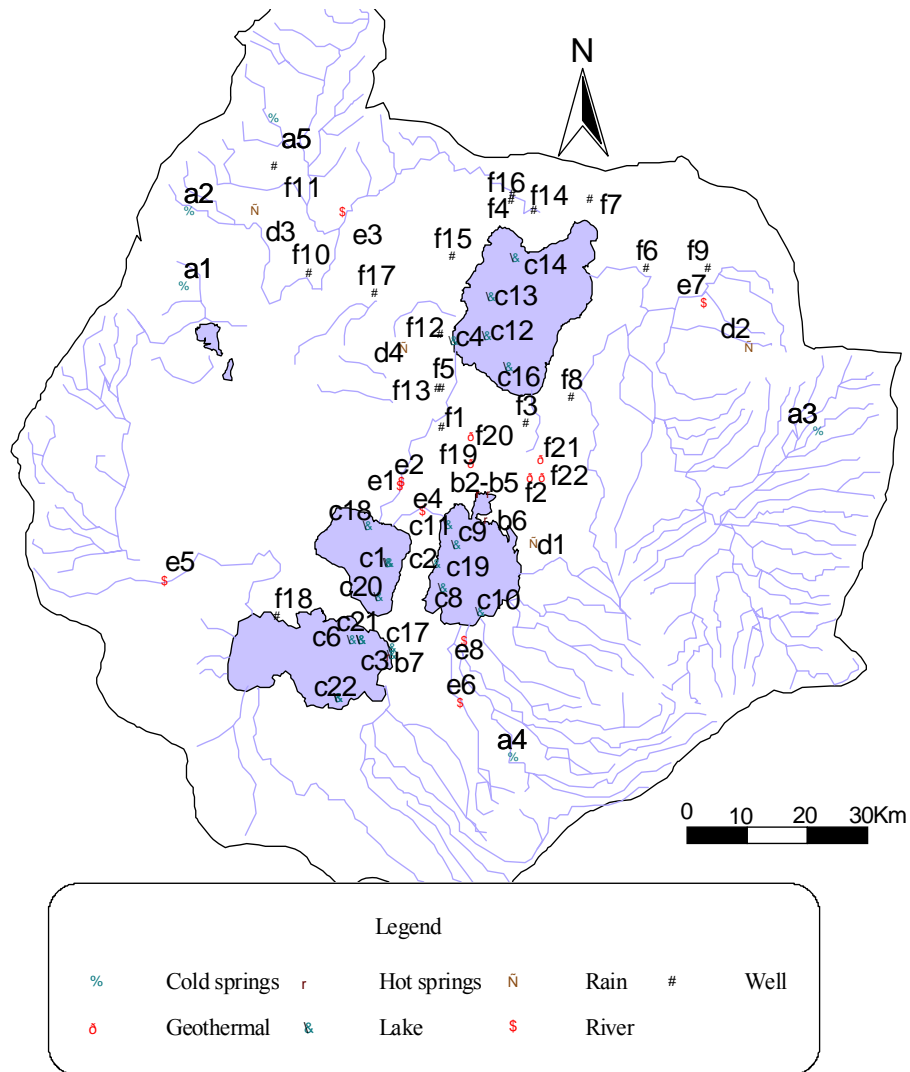 N
a5
f11
a2
d3
e3
f10
a1
f17
f16
f4
f14
f7
f15
c14
f6
f9
e7
c13
d2
f12
c4
c12
d4
f5
c16
f13
f8
f3
a3
f1
f20
f21
f19
e2
e1
b2-b5
f2
f22
e4
c18
c11
c9
b6
d1
c1
c2
c19
e5
c20
c8
c10
f18
c21
c6
c17
c3
b7
e8
e6
c22
a4
0 10 20 30Km
Legend
% Cold springs r Hot springs Ñ Rain # Well
ð Geothermal & Lake $ River